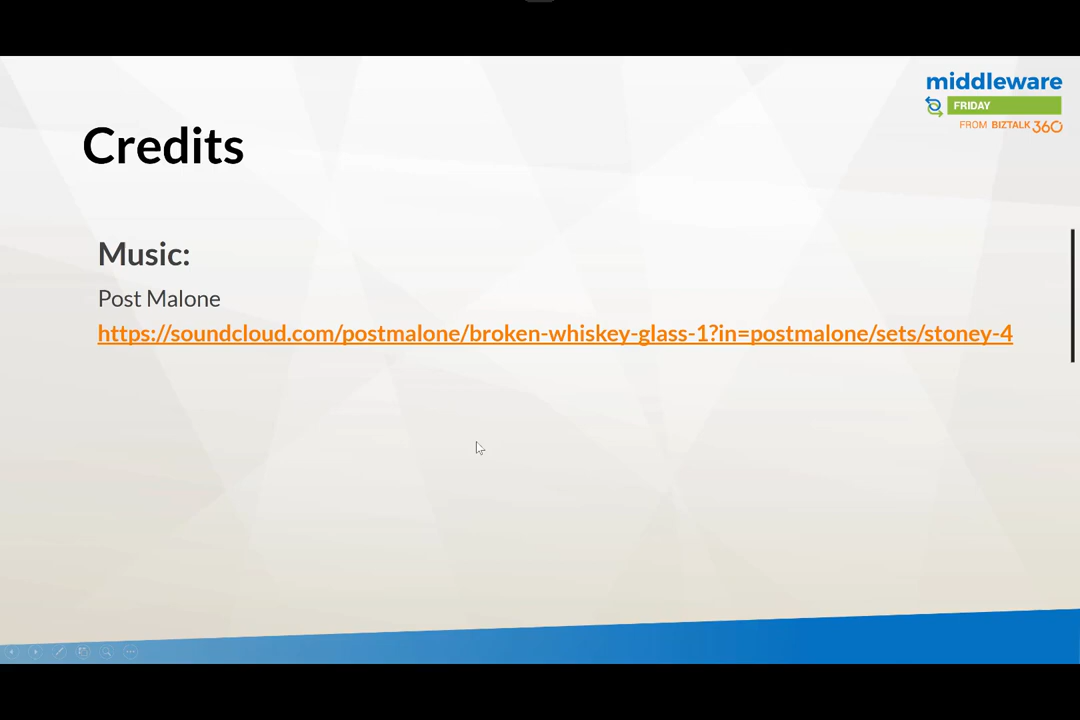 middleware
FRIDAY
FROM BIZTALK 360
Credits
Music:
Post Malone
https://soundcloud.com/postmalone/broken-whiskey-glass-1?in=postmalone/sets/stoney-4